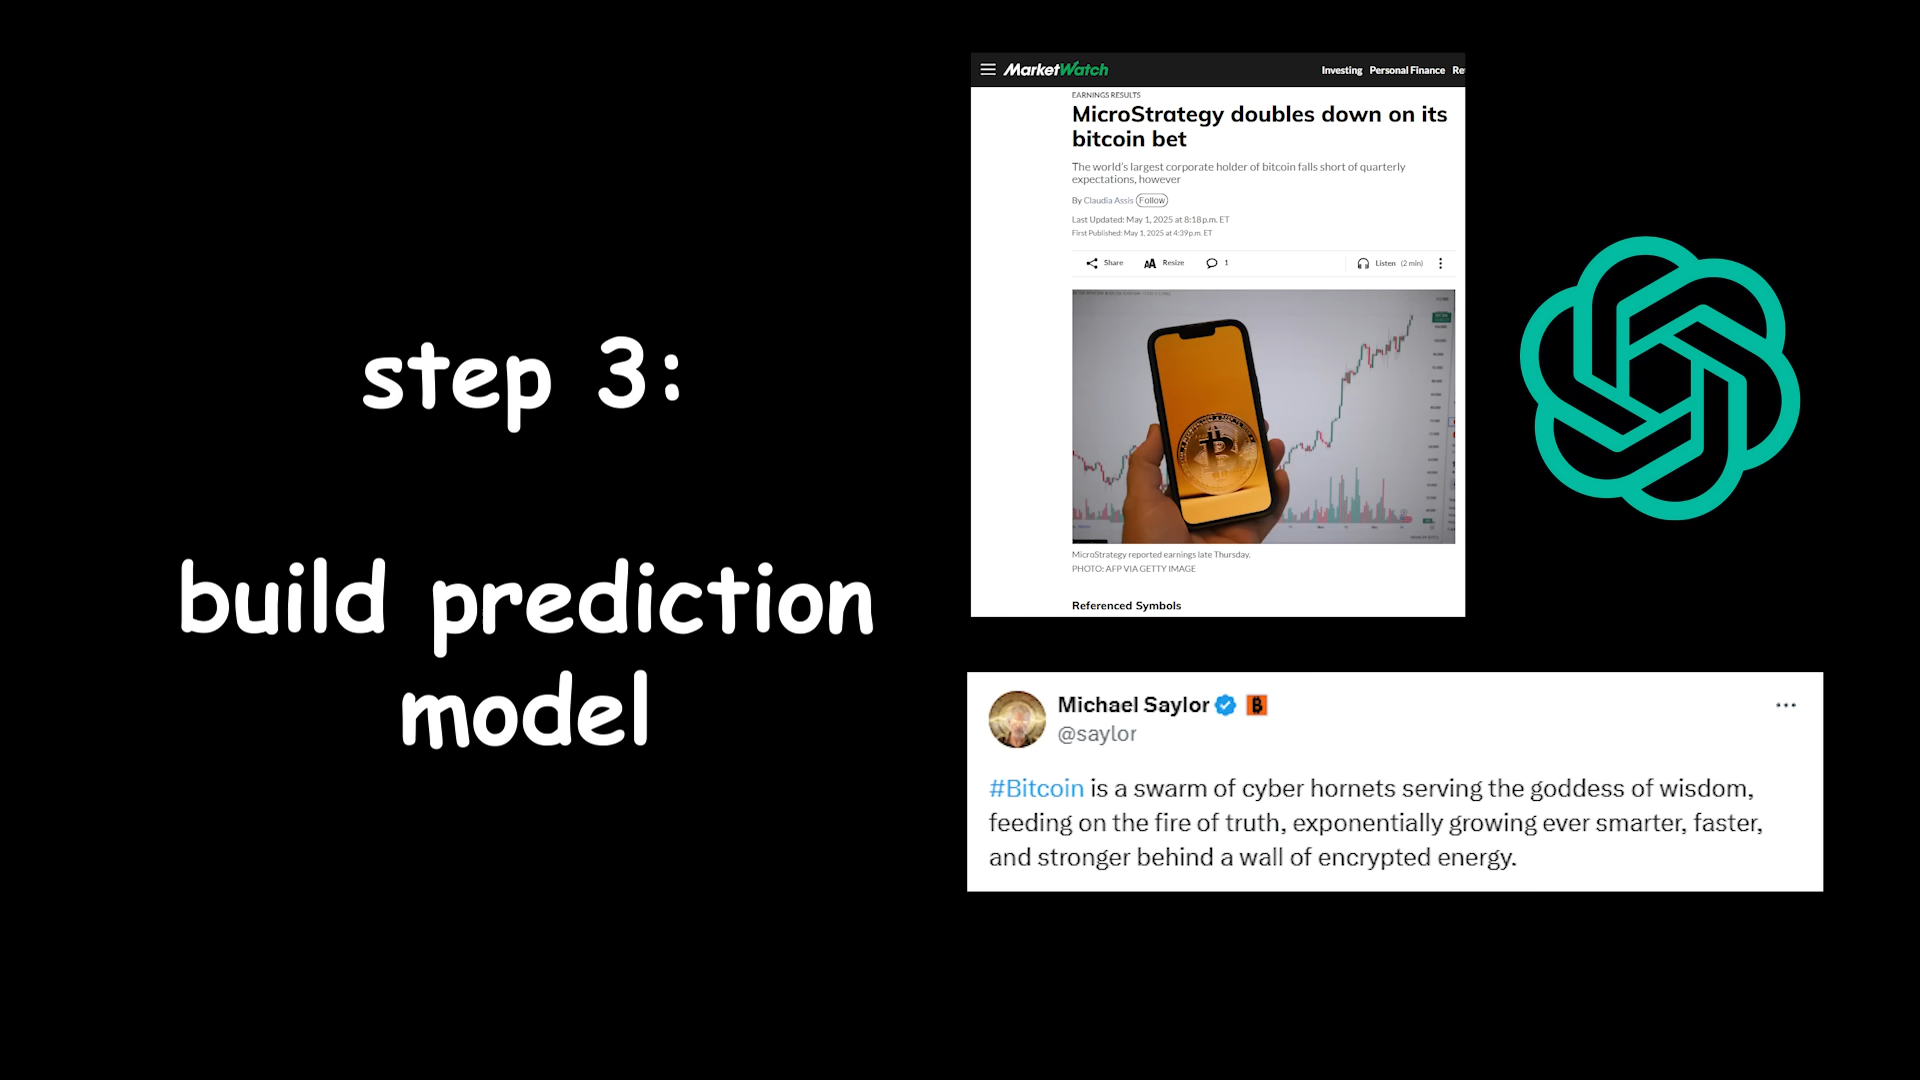 step 3:
build prediction
model
MarketWatch
Investing Personal Finance Re
EARNINGS RESULTS
MicroStrategy doubles down on its
bitcoin bet
The world's largest corporate holder of bitcoin falls short of quarterly
expectations, however
By Claudia Assis Follow
Last Updated: May 1, 2025 at 8:18 p.m. ET
First Published: May 1, 2025 at 4:39 p.m. ET
Share AA Resize 1 Listen (2 min)
MicroStrategy reported earnings late Thursday.
PHOTO: AFP VIA GETTY IMAGE
Referenced Symbols
Michael Saylor
@saylor
#Bitcoin is a swarm of cyber hornets serving the goddess of wisdom,
feeding on the fire of truth, exponentially growing ever smarter, faster,
and stronger behind a wall of encrypted energy.